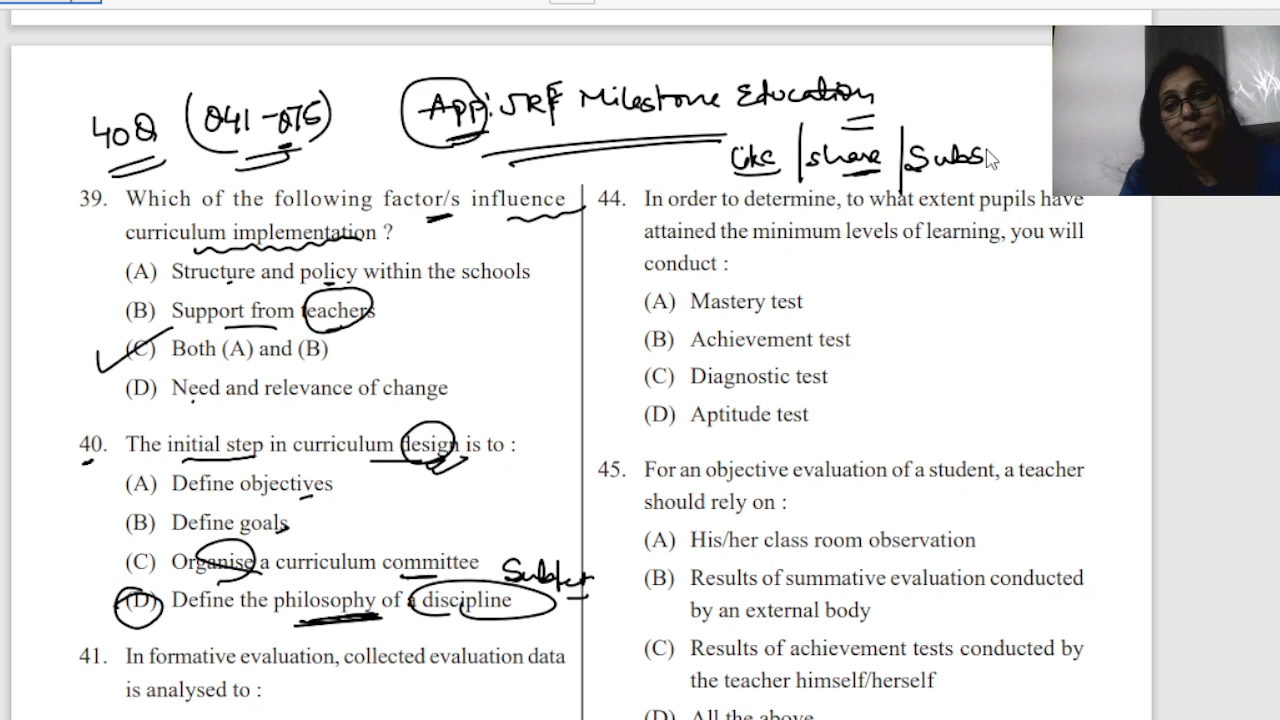 40Q (Q41-Q75) App: JRF Milestone Education
Like | Share | Subs
39. Which of the following factor/s influence
curriculum implementation ?
(A) Structure and policy within the schools
(B) Support from teachers
(C) Both (A) and (B)
(D) Need and relevance of change
40. The initial step in curriculum design is to :
(A) Define objectives
(B) Define goals
(C) Organise a curriculum committee
Subject
(D) Define the philosophy of a discipline
41. In formative evaluation, collected evaluation data
is analysed to :
44. In order to determine, to what extent pupils have
attained the minimum levels of learning, you will
conduct :
(A) Mastery test
(B) Achievement test
(C) Diagnostic test
(D) Aptitude test
45. For an objective evaluation of a student, a teacher
should rely on :
(A) His/her class room observation
(B) Results of summative evaluation conducted
by an external body
(C) Results of achievement tests conducted by
the teacher himself/herself
(D) All the above